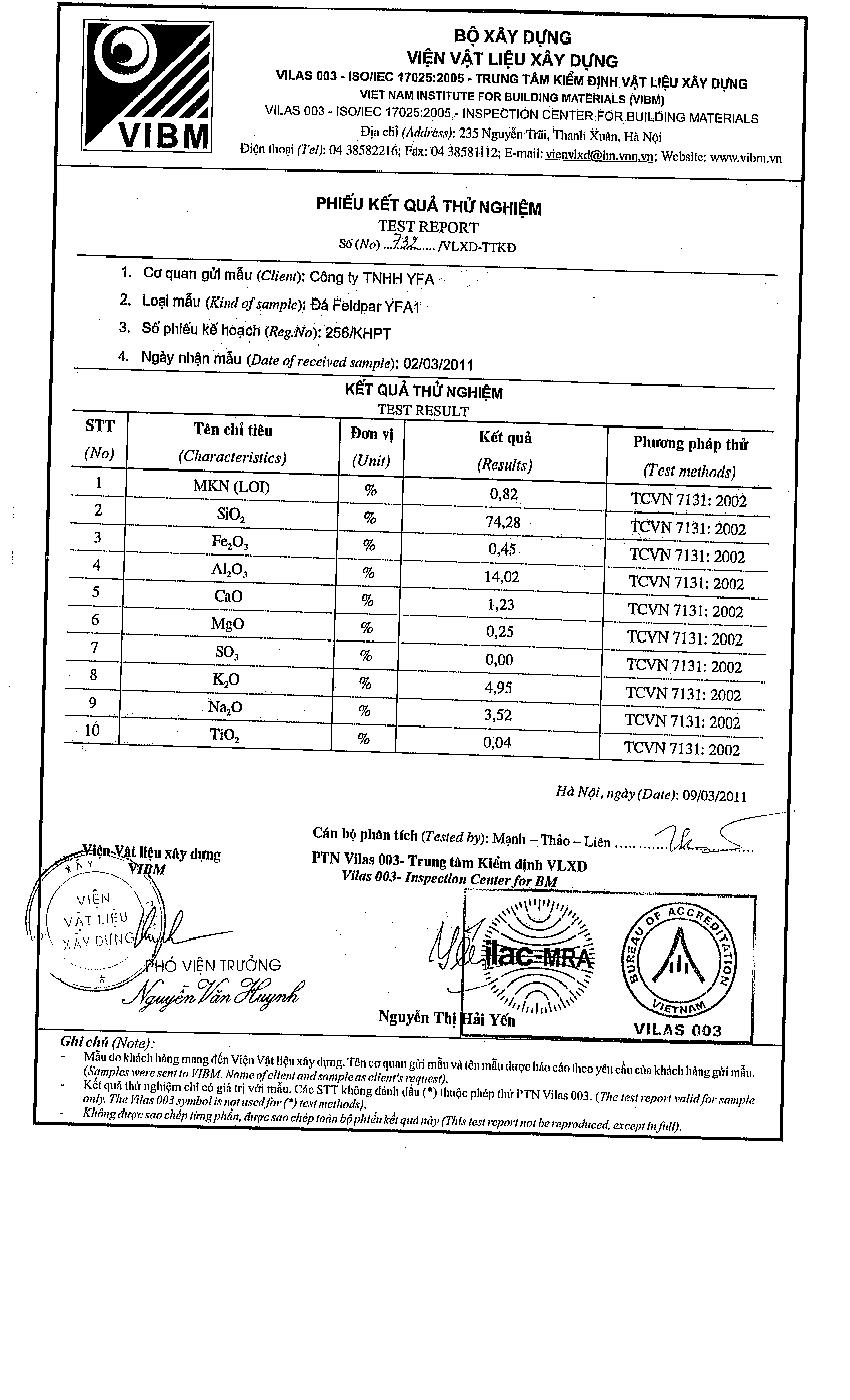 VIBM
BỘ XÂY DỰNG
VIỆN VẬT LIỆU XÂY DỰNG
VILAS 003 - ISO/IEC 17025:2005 - TRUNG TÂM KIỂM ĐỊNH VẬT LIỆU XÂY DỰNG
VIET NAM INSTITUTE FOR BUILDING MATERIALS (VIBM)
VILAS 003 - ISO/IEC 17025:2005 - INSPECTION CENTER FOR BUILDING MATERIALS
Địa chỉ (Address): 235 Nguyễn Trãi, Thanh Xuân, Hà Nội
Điện thoại (Tel): 04 38582216; Fax: 04 38581112; E-mail: vienvlxd@hn.vnn.vn; Website: www.vibm.vn
PHIẾU KẾT QUẢ THỬ NGHIỆM
TEST REPORT
Số (No) ...732...../VLXD-TTKĐ
1. Cơ quan gửi mẫu (Client): Công ty TNHH YFA
2. Loại mẫu (Kind of sample): Đá Feldpar YFA1
3. Số phiếu kế hoạch (Reg.No): 256/KHPT
4. Ngày nhận mẫu (Date of received sample): 02/03/2011
KẾT QUẢ THỬ NGHIỆM
TEST RESULT
STT Tên chỉ tiêu Đơn vị Kết quả Phương pháp thử
(No) (Characteristics) (Unit) (Results) (Test methods)
1 MKN (LOI) % 0,82 TCVN 7131: 2002
2 SiO₂ % 74,28 TCVN 7131: 2002
3 Fe₂O₃ % 0,45 TCVN 7131: 2002
4 Al₂O₃ % 14,02 TCVN 7131: 2002
5 CaO % 1,23 TCVN 7131: 2002
6 MgO % 0,25 TCVN 7131: 2002
7 SO₃ % 0,00 TCVN 7131: 2002
8 K₂O % 4,95 TCVN 7131: 2002
9 Na₂O % 3,52 TCVN 7131: 2002
10 TiO₂ % 0,04 TCVN 7131: 2002
Hà Nội, ngày (Date): 09/03/2011
Cán bộ phân tích (Tested by): Mạnh – Thảo – Liên
Viện Vật liệu xây dựng
VIBM
PTN Vilas 003- Trung tâm Kiểm định VLXD
Vilas 003- Inspection Center for BM
XÂY
VIỆN
VẬT LIỆU
XÂY DỰNG
PHÓ VIỆN TRƯỞNG
Nguyễn Văn Huynh
Yến
Nguyễn Thị Hải Yến
ilac-MRA
BUREAU OF ACCREDITATION
VIETNAM
VILAS 003
Ghi chú (Note):
- Mẫu do khách hàng mang đến Viện Vật liệu xây dựng. Tên cơ quan gửi mẫu và tên mẫu được báo cáo theo yêu cầu của khách hàng gửi mẫu.
(Samples were sent to VIBM. Name of client and sample as client's request).
- Kết quả thử nghiệm chỉ có giá trị với mẫu. Các STT không đánh dấu (*) thuộc phép thử PTN Vilas 003. (The test report valid for sample
only. The Vilas 003 symbol is not used for (*) test methods).
- Không được sao chép từng phần, được sao chép toàn bộ phiếu kết quả này (This test report not be reproduced, except in full).